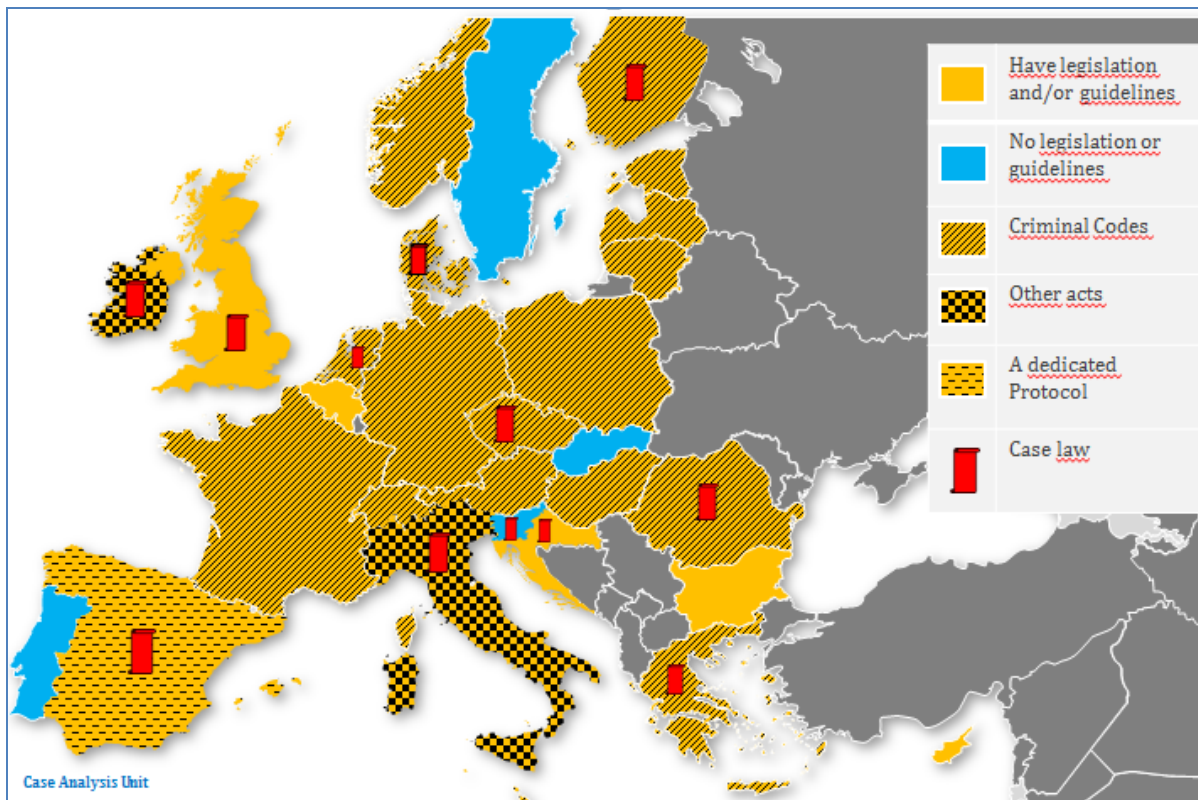 Have legislation
and/or guidelines
No legislation or
guidelines
Criminal Codes
Other acts
A dedicated
Protocol
Case law
Case Analysis Unit